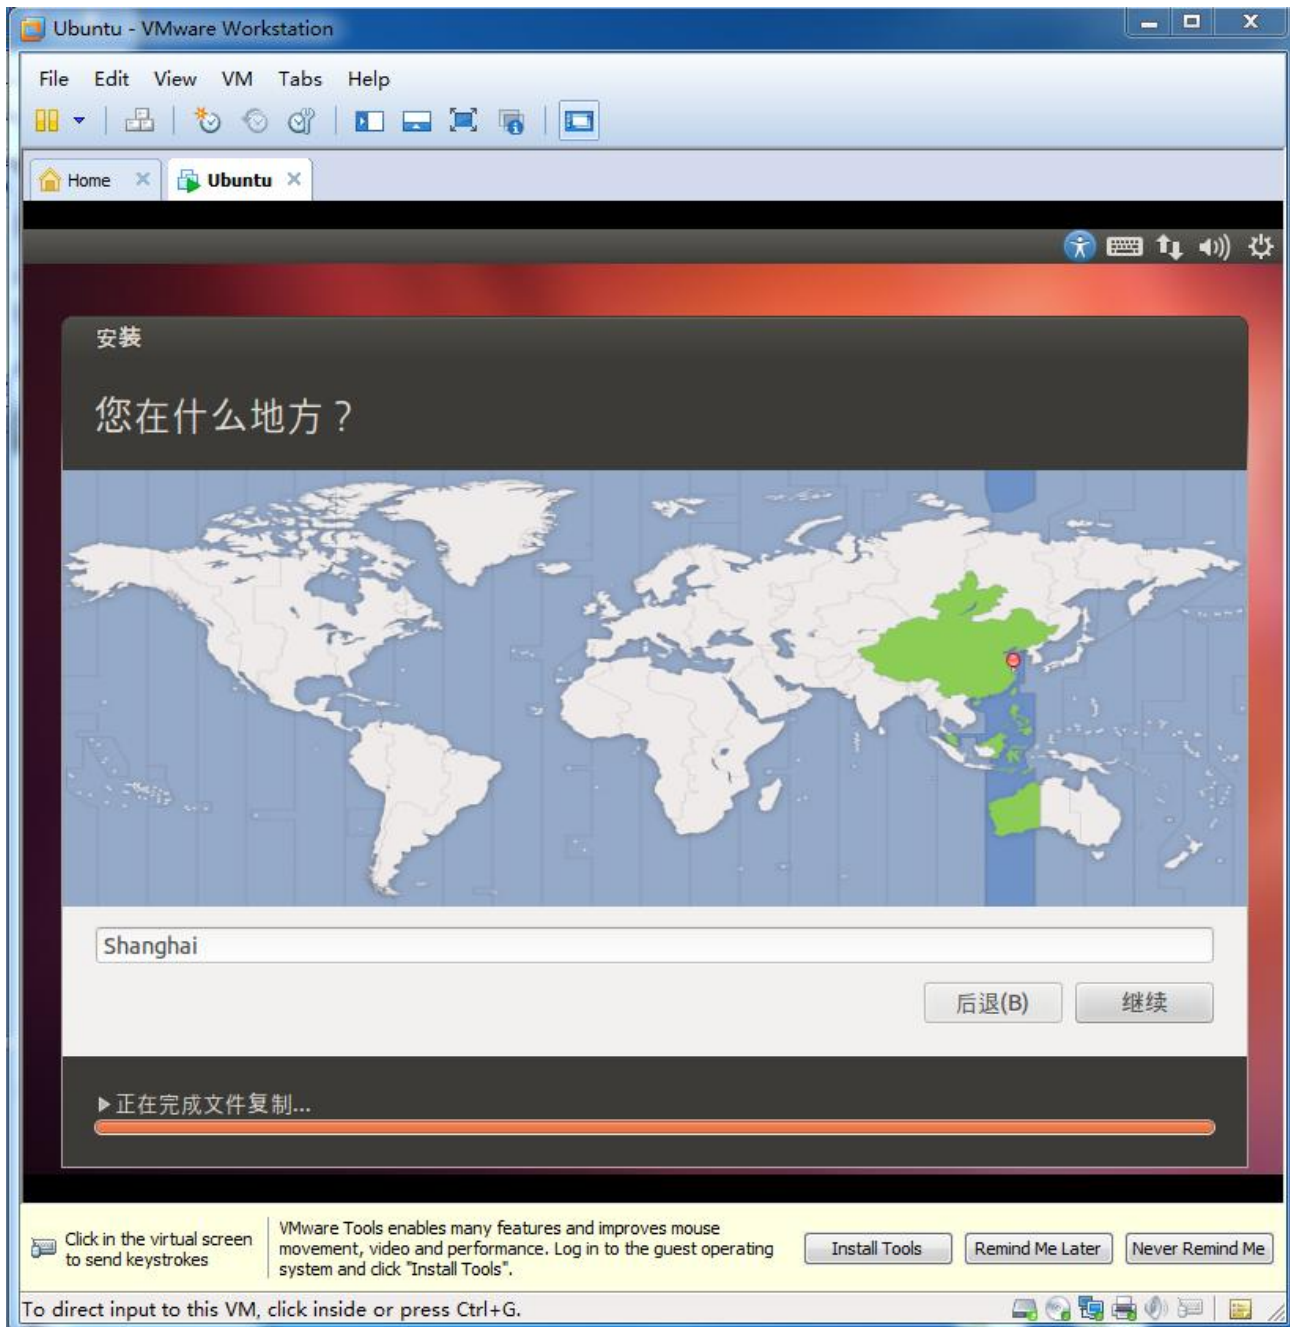 Ubuntu - VMware Workstation
File Edit View VM Tabs Help
Home Ubuntu
安装
您在什么地方？
Shanghai
后退(B) 继续
正在完成文件复制...
Click in the virtual screen
to send keystrokes
VMware Tools enables many features and improves mouse
movement, video and performance. Log in to the guest operating
system and click "Install Tools".
Install Tools Remind Me Later Never Remind Me
To direct input to this VM, click inside or press Ctrl+G.